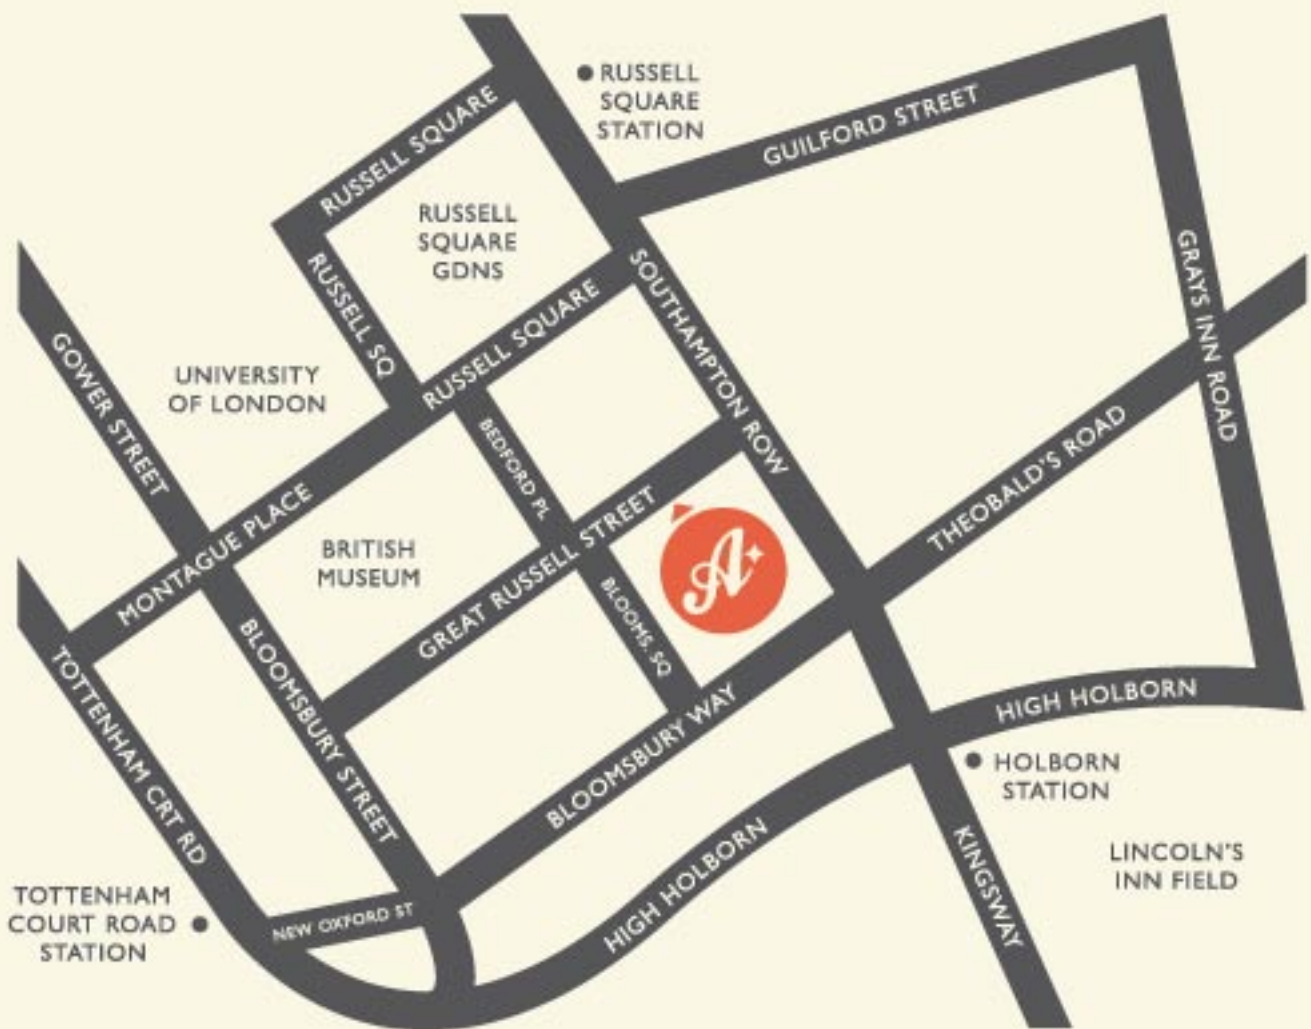 RUSSELL
SQUARE
STATION
GUILFORD STREET
RUSSELL SQUARE
RUSSELL
SQUARE
GDNS
RUSSELL SQ
RUSSELL SQUARE
SOUTHAMPTON ROW
GRAYS INN ROAD
GOWER STREET
UNIVERSITY
OF LONDON
BEDFORD PL
THEOBALD'S ROAD
MONTAGUE PLACE
BRITISH
MUSEUM
GREAT RUSSELL STREET
A
BLOOMS. SQ
TOTTENHAM CRT RD
BLOOMSBURY STREET
BLOOMSBURY WAY
HIGH HOLBORN
HOLBORN
STATION
HIGH HOLBORN
KINGSWAY
LINCOLN'S
INN FIELD
TOTTENHAM
COURT ROAD
STATION
NEW OXFORD ST